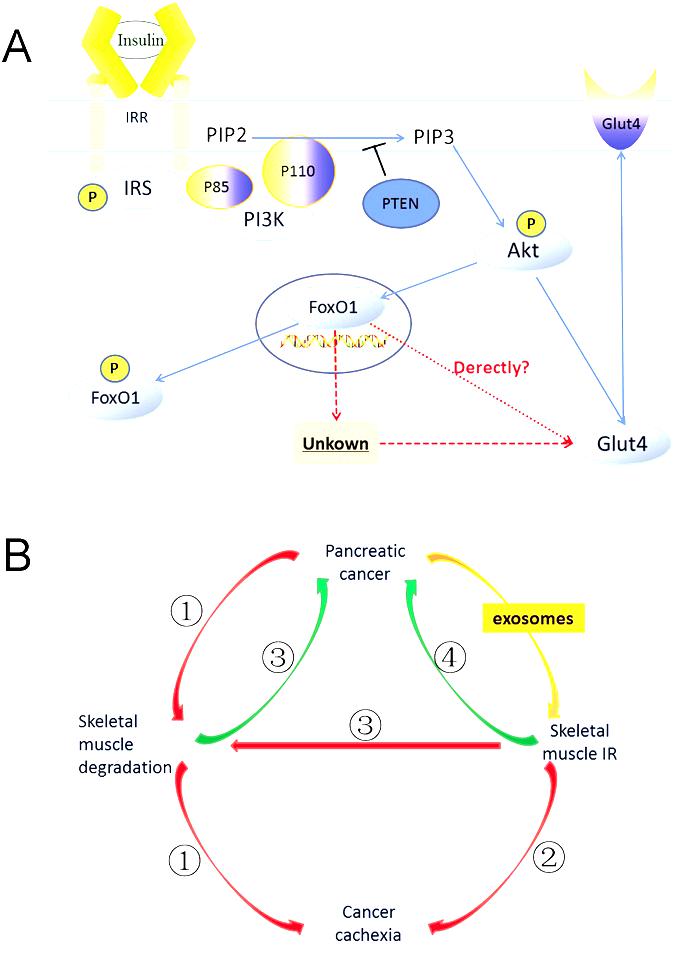 A
Insulin
IRR
Glut4
PIP2
PIP3
P110
P85
IRS
P
PTEN
PI3K
P
Akt
FoxO1
P
FoxO1
Derectly?
Unkown
Glut4
B
Pancreatic
cancer
①
exosomes
③
④
Skeletal
muscle
degradation
③
Skeletal
muscle IR
①
②
Cancer
cachexia